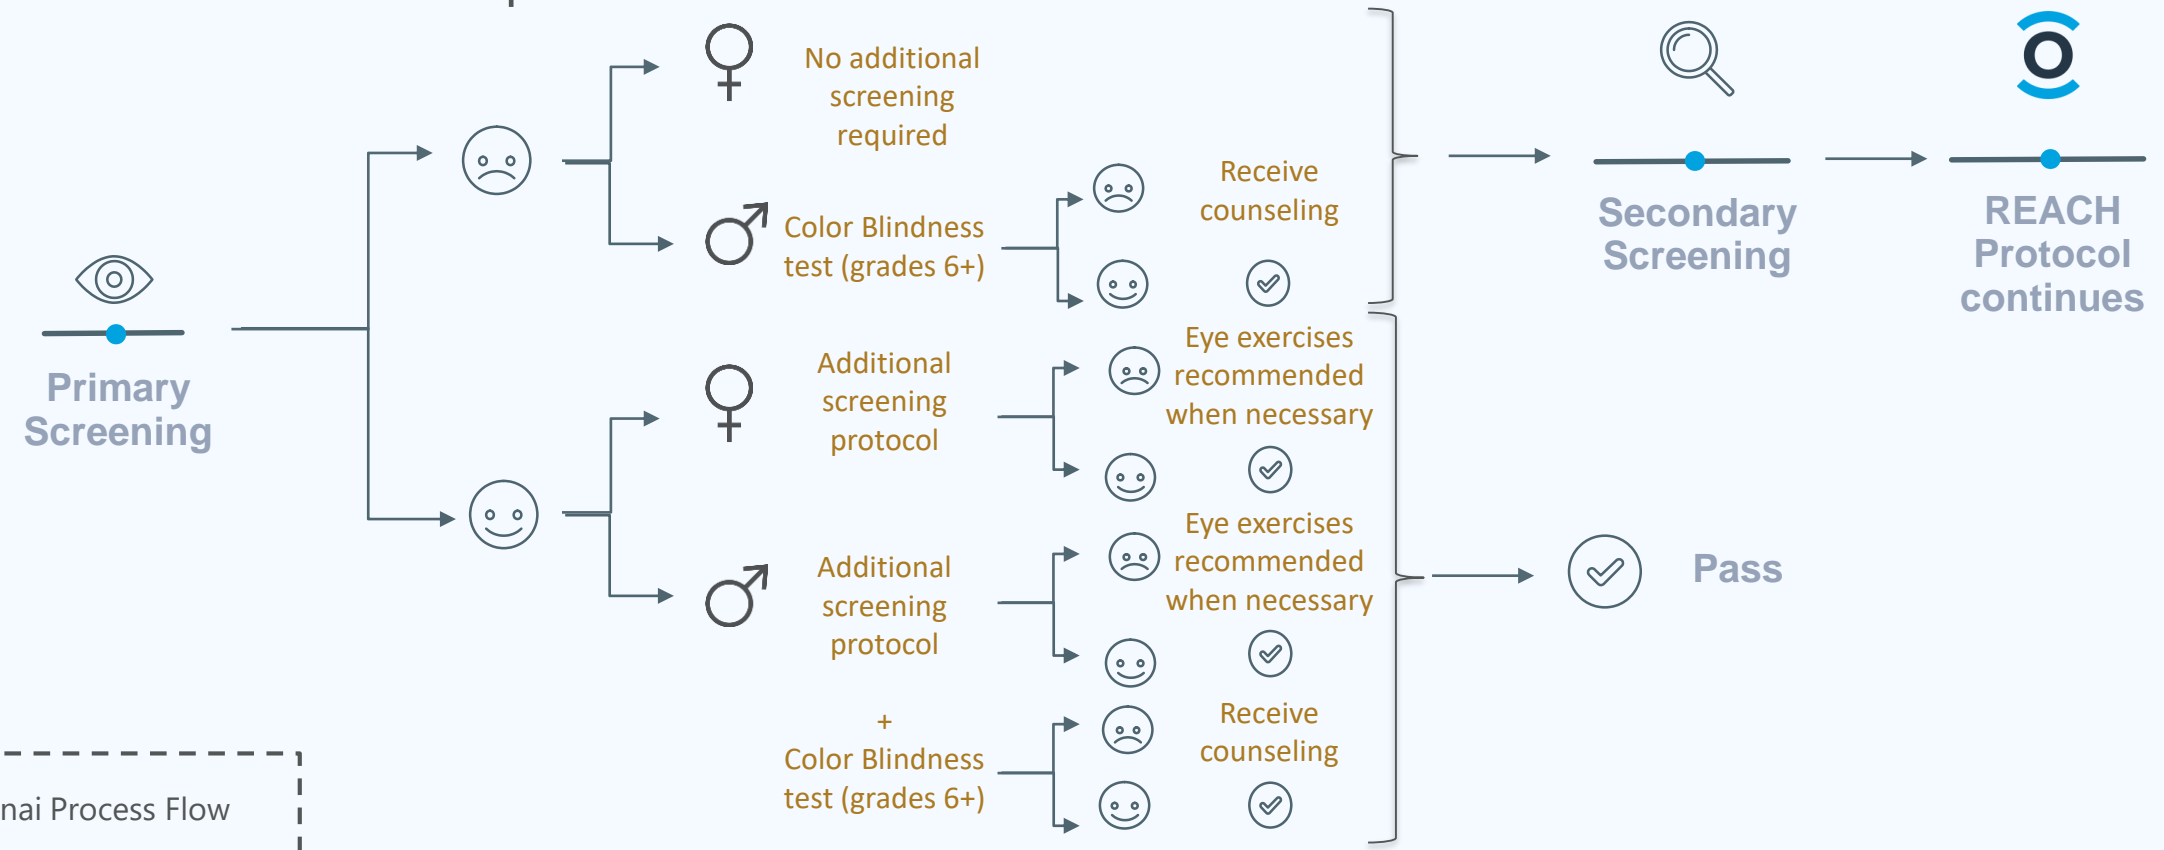 No additional
screening
required
Color Blindness
test (grades 6+)
Receive
counseling
Secondary
Screening
REACH
Protocol
continues
Primary
Screening
Additional
screening
protocol
Eye exercises
recommended
when necessary
Additional
screening
protocol
Eye exercises
recommended
when necessary
Pass
+
Color Blindness
test (grades 6+)
Receive
counseling
Process Flow